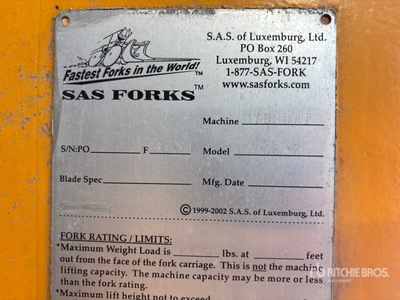 S.A.S. of Luxemburg, Ltd.
PO Box 260
Luxemburg, WI 54217
1-877-SAS-FORK
www.sasforks.com
Fastest Forks in the World!™
SAS FORKS™
Machine HYUNDAI
S/N:PO F
Model
Blade Spec
Mfg. Date
©1999-2002 S.A.S. of Luxemburg, Ltd.
FORK RATING / LIMITS:
*Maximum Weight Load is lbs. at feet
out from the face of the fork carriage. This is not the machine
lifting capacity. The machine capacity may be more or less
than the fork rating.
*Maximum lift height not to exceed
RITCHIE BROS.